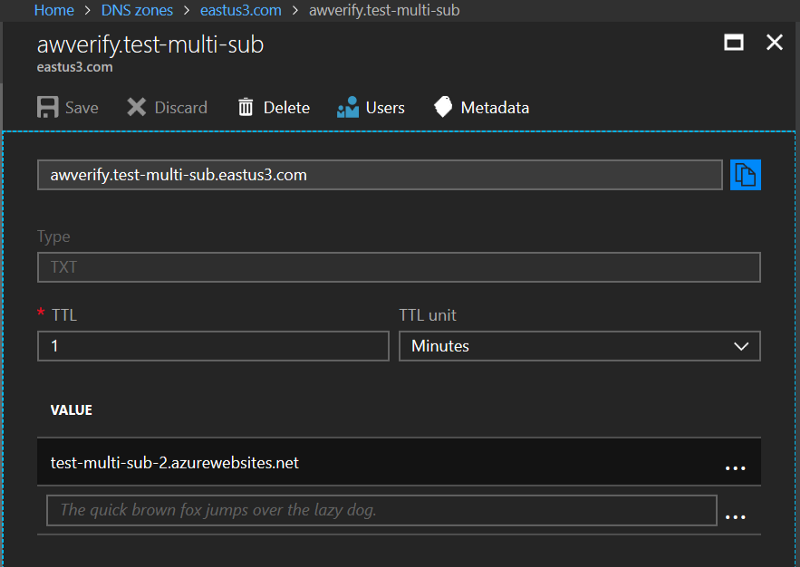 Home > DNS zones > eastus3.com > awverify.test-multi-sub
awverify.test-multi-sub
eastus3.com
Save Discard Delete Users Metadata
awverify.test-multi-sub.eastus3.com
Type
TXT
* TTL TTL unit
1 Minutes
VALUE
test-multi-sub-2.azurewebsites.net ...
The quick brown fox jumps over the lazy dog. ...